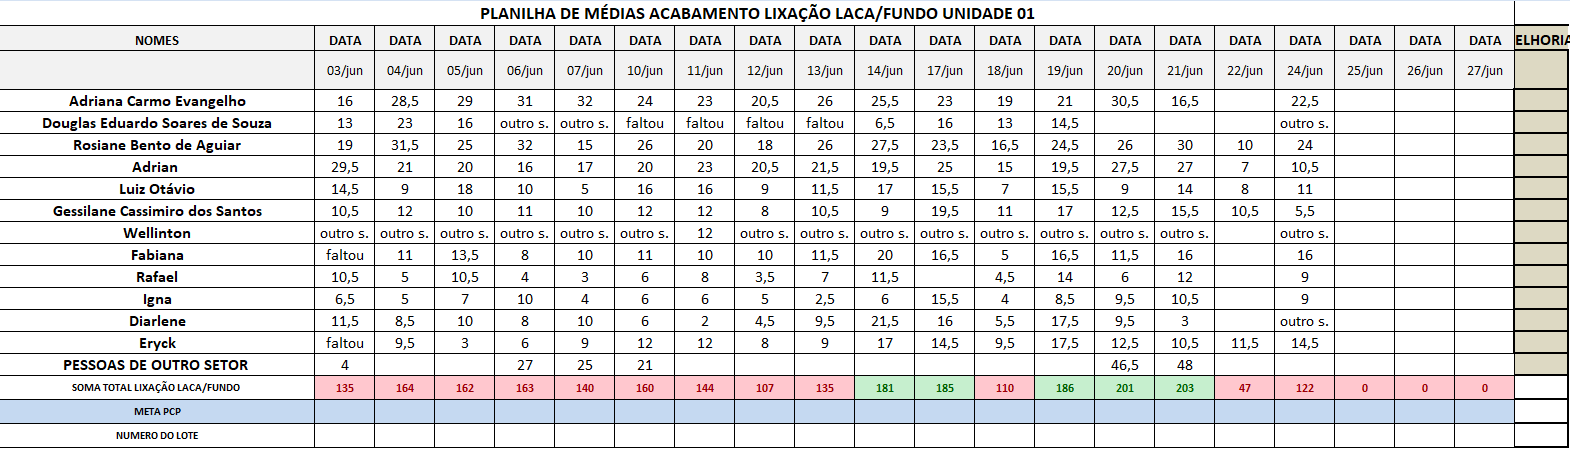 PLANILHA DE MÉDIAS ACABAMENTO LIXAÇÃO LACA/FUNDO UNIDADE 01
NOMES DATA DATA DATA DATA DATA DATA DATA DATA DATA DATA DATA DATA DATA DATA DATA DATA DATA DATA DATA DATA ELHORIA
03/jun 04/jun 05/jun 06/jun 07/jun 10/jun 11/jun 12/jun 13/jun 14/jun 17/jun 18/jun 19/jun 20/jun 21/jun 22/jun 24/jun 25/jun 26/jun 27/jun
Adriana Carmo Evangelho 16 28,5 29 31 32 24 23 20,5 26 25,5 23 19 21 30,5 16,5 22,5
Douglas Eduardo Soares de Souza 13 23 16 outro s. outro s. faltou faltou faltou faltou 6,5 16 13 14,5 outro s.
Rosiane Bento de Aguiar 19 31,5 25 32 15 26 20 18 26 27,5 23,5 16,5 24,5 26 30 10 24
Adrian 29,5 21 20 16 17 20 23 20,5 21,5 19,5 25 15 19,5 27,5 27 7 10,5
Luiz Otávio 14,5 9 18 10 5 16 16 9 11,5 17 15,5 7 15,5 9 14 8 11
Gessilane Cassimiro dos Santos 10,5 12 10 11 10 12 12 8 10,5 9 19,5 11 17 12,5 15,5 10,5 5,5
Wellinton outro s. outro s. outro s. outro s. outro s. outro s. 12 outro s. outro s. outro s. outro s. outro s. outro s. outro s. outro s. outro s.
Fabiana faltou 11 13,5 8 10 11 10 10 11,5 20 16,5 5 16,5 11,5 16 16
Rafael 10,5 5 10,5 4 3 6 8 3,5 7 11,5 4,5 14 6 12 9
Igna 6,5 5 7 10 4 6 6 5 2,5 6 15,5 4 8,5 9,5 10,5 9
Diarlene 11,5 8,5 10 8 10 6 2 4,5 9,5 21,5 16 5,5 17,5 9,5 3 outro s.
Eryck faltou 9,5 3 6 9 12 12 8 9 17 14,5 9,5 17,5 12,5 10,5 11,5 14,5
PESSOAS DE OUTRO SETOR 4 27 25 21 46,5 48
SOMA TOTAL LIXAÇÃO LACA/FUNDO 135 164 162 163 140 160 144 107 135 181 185 110 186 201 203 47 122 0 0 0
META PCP
NUMERO DO LOTE